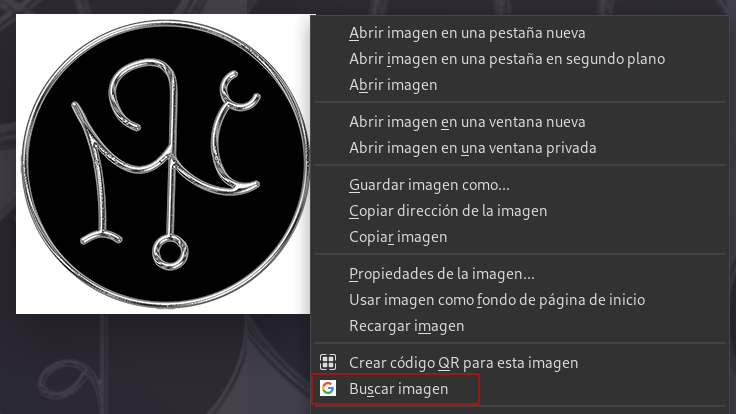 Abrir imagen en una pestaña nueva
Abrir imagen en una pestaña en segundo plano
Abrir imagen
Abrir imagen en una ventana nueva
Abrir imagen en una ventana privada
Guardar imagen como...
Copiar dirección de la imagen
Copiar imagen
Propiedades de la imagen...
Usar imagen como fondo de página de inicio
Recargar imagen
Crear código QR para esta imagen
Buscar imagen